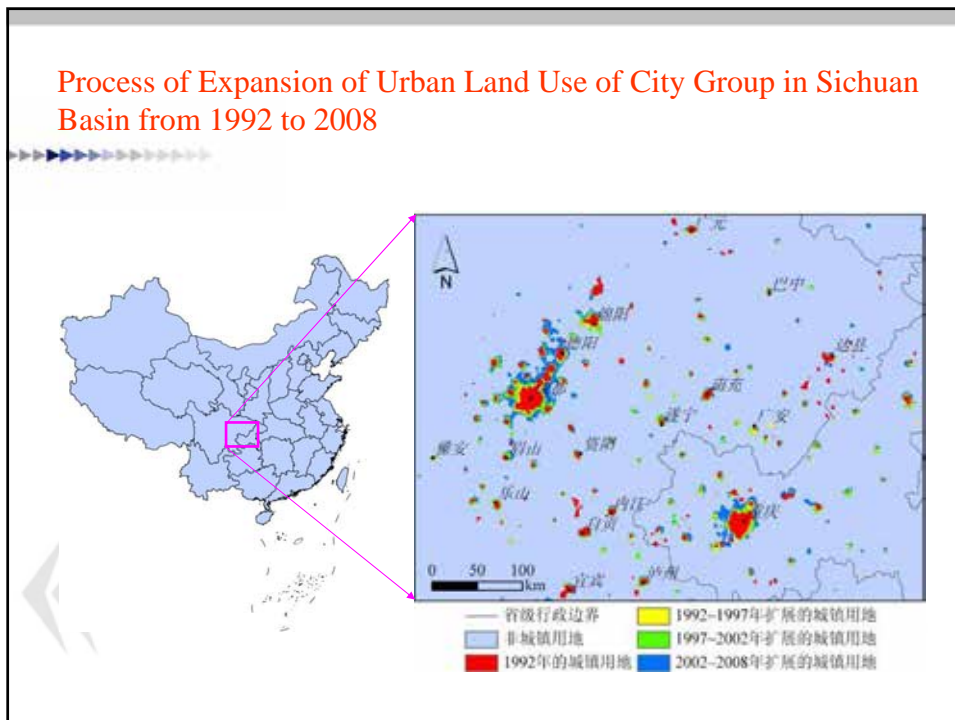 Process of Expansion of Urban Land Use of City Group in Sichuan
Basin from 1992 to 2008
N
广元
巴中
绵阳
德阳
达县
南充
遂宁
广安
雅安
眉山
资阳
乐山
内江
自贡
重庆
宜宾
泸州
0 50 100
km
省级行政边界
非城镇用地
1992年的城镇用地
1992~1997年扩展的城镇用地
1997~2002年扩展的城镇用地
2002~2008年扩展的城镇用地